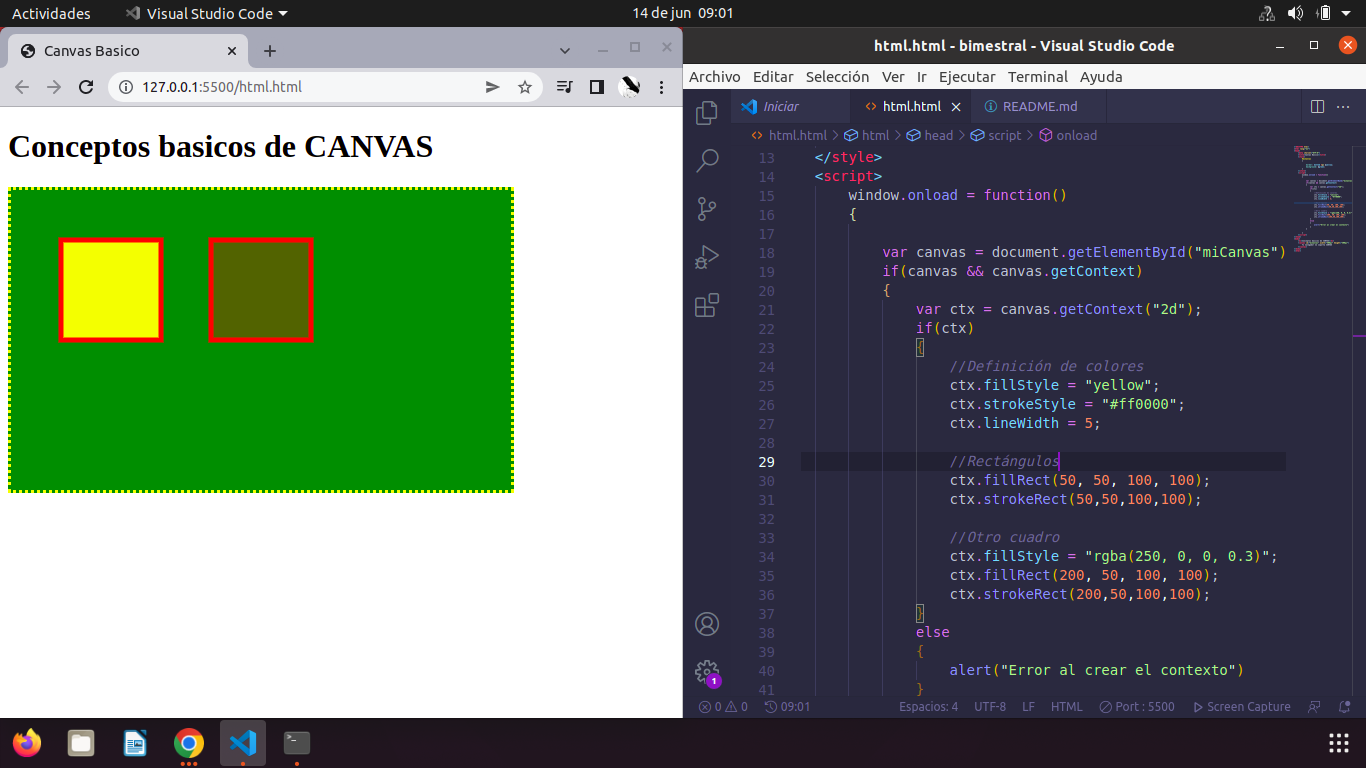 Actividades
Visual Studio Code
14 de jun 09:01
Canvas Basico
127.0.0.1:5500/html.html
Conceptos basicos de CANVAS
html.html - bimestral - Visual Studio Code
Archivo Editar Selección Ver Ir Ejecutar Terminal Ayuda
Iniciar
html.html
README.md
html.html > html > head > script > onload
13 </style>
14 <script>
15 window.onload = function()
16 {
17
18 var canvas = document.getElementById("miCanvas")
19 if(canvas && canvas.getContext)
20 {
21 var ctx = canvas.getContext("2d");
22 if(ctx)
23 {
24 //Definición de colores
25 ctx.fillStyle = "yellow";
26 ctx.strokeStyle = "#ff0000";
27 ctx.lineWidth = 5;
28
29 //Rectángulos
30 ctx.fillRect(50, 50, 100, 100);
31 ctx.strokeRect(50,50,100,100);
32
33 //Otro cuadro
34 ctx.fillStyle = "rgba(250, 0, 0, 0.3)";
35 ctx.fillRect(200, 50, 100, 100);
36 ctx.strokeRect(200,50,100,100);
37 }
38 else
39 {
40 alert("Error al crear el contexto")
41 }
1
0 0 09:01 Espacios: 4 UTF-8 LF HTML Port : 5500 Screen Capture